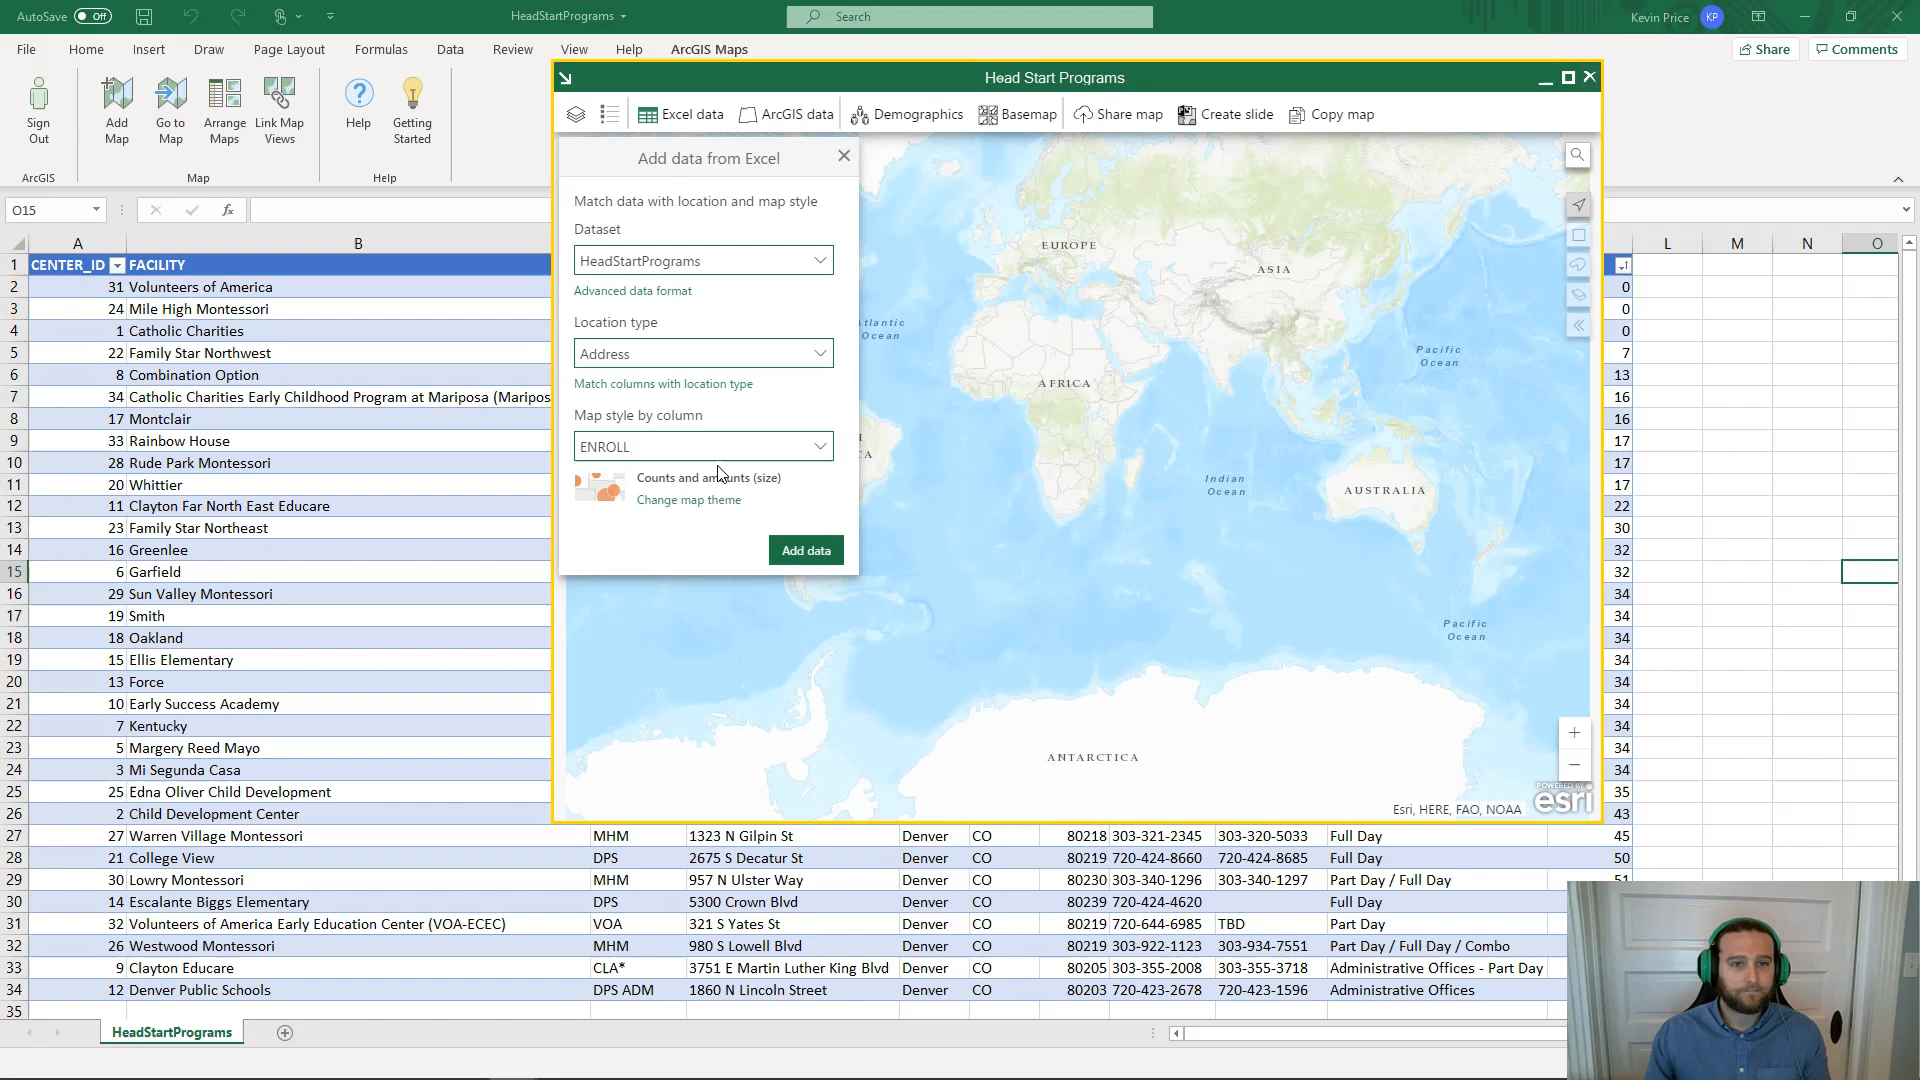 AutoSave Off HeadStartPrograms Search Kevin Price KP
File Home Insert Draw Page Layout Formulas Data Review View Help ArcGIS Maps Share Comments
Sign Out Add Map Go to Map Arrange Maps Link Map Views Help Getting Started
ArcGIS Map Help
Head Start Programs
Excel data ArcGIS data Demographics Basemap Share map Create slide Copy map
Add data from Excel
Match data with location and map style
Dataset
HeadStartPrograms
Advanced data format
Location type
Address
Match columns with location type
Map style by column
ENROLL
Counts and amounts (size)
Change map theme
Add data
EUROPE
ASIA
AFRICA
AUSTRALIA
ANTARCTICA
Atlantic Ocean
Pacific Ocean
Indian Ocean
Pacific Ocean
Esri, HERE, FAO, NOAA
POWERED BY esri
O15 fx
A B L M N O
1 CENTER_ID FACILITY
2 31 Volunteers of America 0
3 24 Mile High Montessori 0
4 1 Catholic Charities 0
5 22 Family Star Northwest 7
6 8 Combination Option 13
7 34 Catholic Charities Early Childhood Program at Mariposa (Maripos 16
8 17 Montclair 16
9 33 Rainbow House 17
10 28 Rude Park Montessori 17
11 20 Whittier 17
12 11 Clayton Far North East Educare 22
13 23 Family Star Northeast 30
14 16 Greenlee 32
15 6 Garfield 32
16 29 Sun Valley Montessori 34
17 19 Smith 34
18 18 Oakland 34
19 15 Ellis Elementary 34
20 13 Force 34
21 10 Early Success Academy 34
22 7 Kentucky 34
23 5 Margery Reed Mayo 34
24 3 Mi Segunda Casa 34
25 25 Edna Oliver Child Development 35
26 2 Child Development Center 43
27 27 Warren Village Montessori MHM 1323 N Gilpin St Denver CO 80218 303-321-2345 303-320-5033 Full Day 45
28 21 College View DPS 2675 S Decatur St Denver CO 80219 720-424-8660 720-424-8685 Full Day 50
29 30 Lowry Montessori MHM 957 N Ulster Way Denver CO 80230 303-340-1296 303-340-1297 Part Day / Full Day 51
30 14 Escalante Biggs Elementary DPS 5300 Crown Blvd Denver CO 80239 720-424-4620 Full Day
31 32 Volunteers of America Early Education Center (VOA-ECEC) VOA 321 S Yates St Denver CO 80219 720-644-6985 TBD Part Day
32 26 Westwood Montessori MHM 980 S Lowell Blvd Denver CO 80219 303-922-1123 303-934-7551 Part Day / Full Day / Combo
33 9 Clayton Educare CLA* 3751 E Martin Luther King Blvd Denver CO 80205 303-355-2008 303-355-3718 Administrative Offices - Part Day
34 12 Denver Public Schools DPS ADM 1860 N Lincoln Street Denver CO 80203 720-423-2678 720-423-1596 Administrative Offices
35
HeadStartPrograms